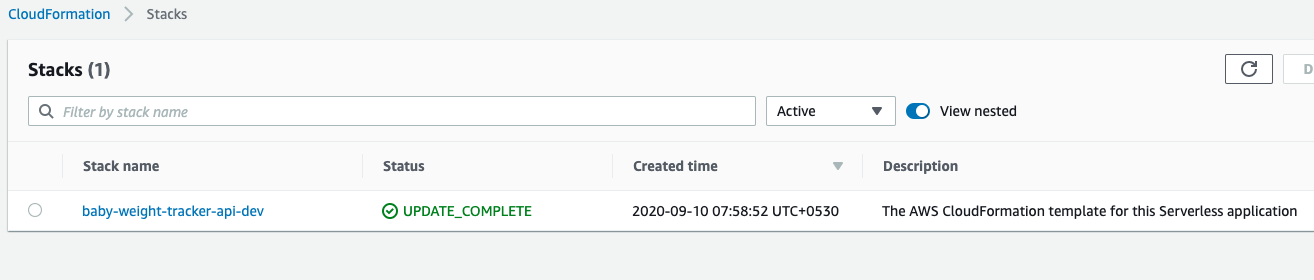 CloudFormation > Stacks
Stacks (1)
D
Filter by stack name
Active
View nested
Stack name Status Created time Description
baby-weight-tracker-api-dev UPDATE_COMPLETE 2020-09-10 07:58:52 UTC+0530 The AWS CloudFormation template for this Serverless application